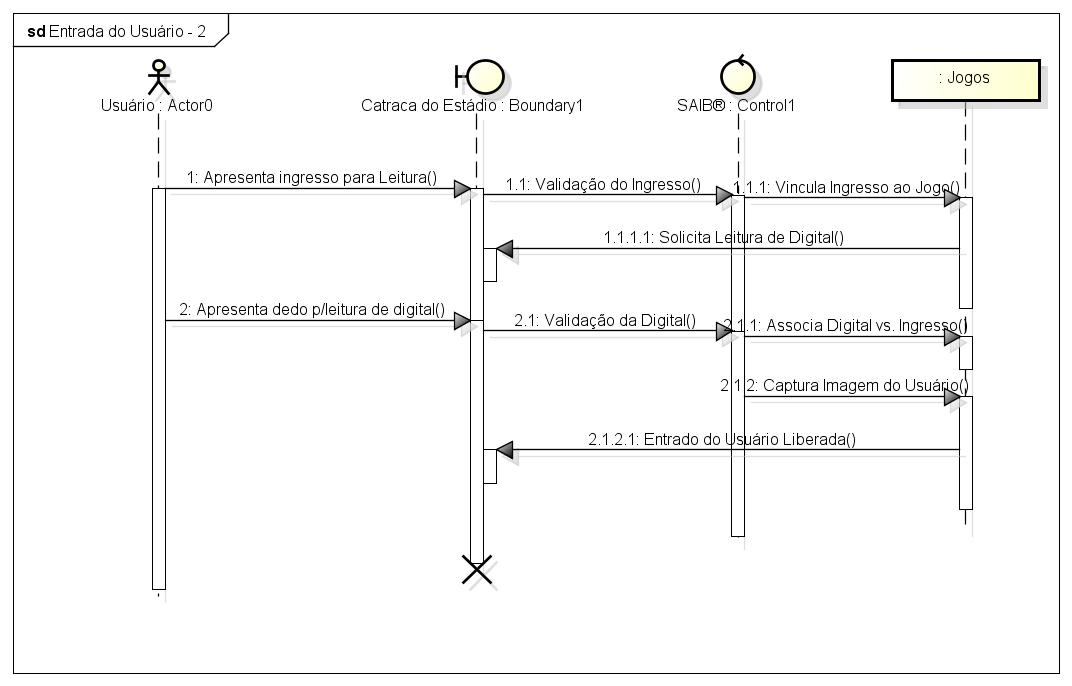 sd Entrada do Usuário - 2
Usuário : Actor0
Catraca do Estádio : Boundary1
SAIB® : Control1
: Jogos
1: Apresenta ingresso para Leitura()
1.1: Validação do Ingresso()
1.1.1: Vincula Ingresso ao Jogo()
1.1.1.1: Solicita Leitura de Digital()
2: Apresenta dedo p/leitura de digital()
2.1: Validação da Digital()
2.1.1: Associa Digital vs. Ingresso()
2.1.2: Captura Imagem do Usuário()
2.1.2.1: Entrado do Usuário Liberada()